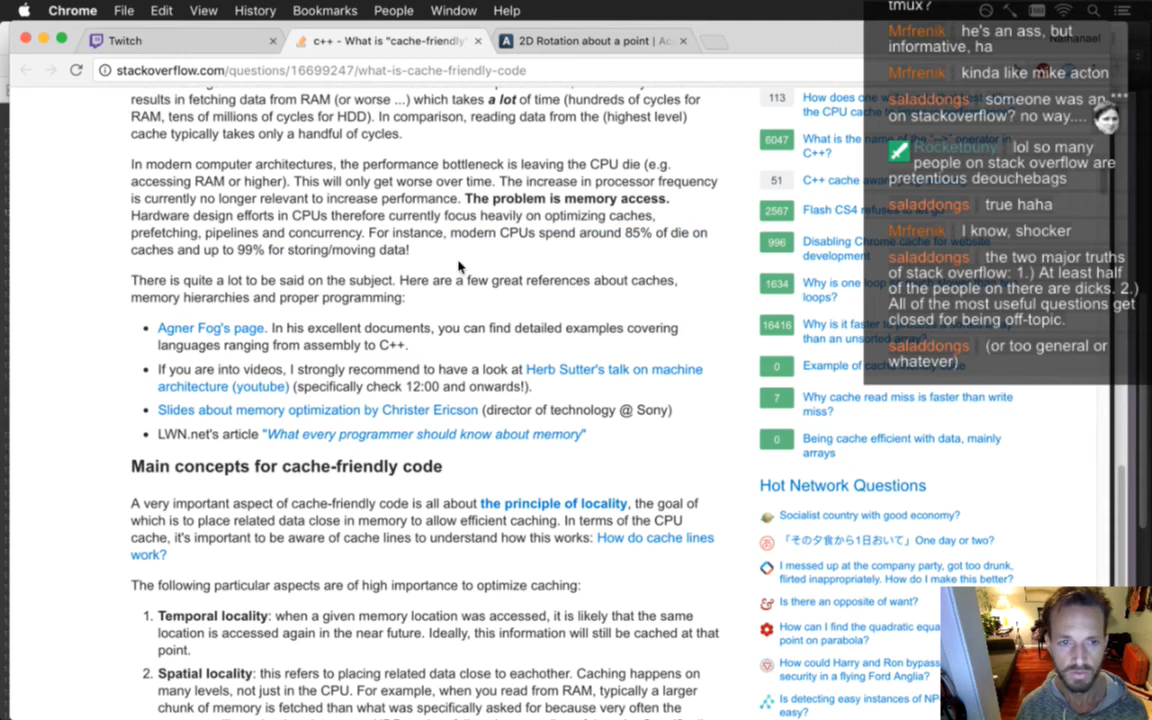 Chrome File Edit View History Bookmarks People Window Help
Twitch
c++ - What is "cache-friendly"
2D Rotation about a point | Ac
Nathanael
stackoverflow.com/questions/16699247/what-is-cache-friendly-code
results in fetching data from RAM (or worse ...) which takes a lot of time (hundreds of cycles for
RAM, tens of millions of cycles for HDD). In comparison, reading data from the (highest level)
cache typically takes only a handful of cycles.
In modern computer architectures, the performance bottleneck is leaving the CPU die (e.g.
accessing RAM or higher). This will only get worse over time. The increase in processor frequency
is currently no longer relevant to increase performance. The problem is memory access.
Hardware design efforts in CPUs therefore currently focus heavily on optimizing caches,
prefetching, pipelines and concurrency. For instance, modern CPUs spend around 85% of die on
caches and up to 99% for storing/moving data!
There is quite a lot to be said on the subject. Here are a few great references about caches,
memory hierarchies and proper programming:
• Agner Fog's page. In his excellent documents, you can find detailed examples covering
languages ranging from assembly to C++.
• If you are into videos, I strongly recommend to have a look at Herb Sutter's talk on machine
architecture (youtube) (specifically check 12:00 and onwards!).
• Slides about memory optimization by Christer Ericson (director of technology @ Sony)
• LWN.net's article "What every programmer should know about memory"
Main concepts for cache-friendly code
A very important aspect of cache-friendly code is all about the principle of locality, the goal of
which is to place related data close in memory to allow efficient caching. In terms of the CPU
cache, it's important to be aware of cache lines to understand how this works: How do cache lines
work?
The following particular aspects are of high importance to optimize caching:
1. Temporal locality: when a given memory location was accessed, it is likely that the same
location is accessed again in the near future. Ideally, this information will still be cached at that
point.
2. Spatial locality: this refers to placing related data close to eachother. Caching happens on
many levels, not just in the CPU. For example, when you read from RAM, typically a larger
chunk of memory is fetched than what was specifically asked for because very often the
113 How does one
the CPU cache
6047 What is the name of the "-->" operator in
C++?
51 C++ cache
2567 Flash CS4 refuses to
996 Disabling Chrome cache for website
development
1634 Why is one
loops?
16416 Why is it faster to
than an unsorted
0 Example of
7 Why cache read miss is faster than write
miss?
0 Being cache efficient with data, mainly
arrays
Hot Network Questions
Socialist country with good economy?
「その夕食から1日おいて」One day or two?
I messed up at the company party, got too drunk,
flirted inappropriately. How do I make this better?
Is there an opposite of want?
How can I find the quadratic equa
point on parabola?
How could Harry and Ron bypass
security in a flying Ford Anglia?
Is detecting easy instances of NP
easy?
tmux?
Mrfrenik he's an ass, but
informative, ha
Mrfrenik kinda like mike acton
saladdongs someone was an ***
on stackoverflow? no way....
Rocketbuny lol so many
people on stack overflow are
pretentious deouchebags
saladdongs true haha
Mrfrenik I know, shocker
saladdongs the two major truths
of stack overflow: 1.) At least half
of the people on there are dicks. 2.)
All of the most useful questions get
closed for being off-topic.
saladdongs (or too general or
whatever)